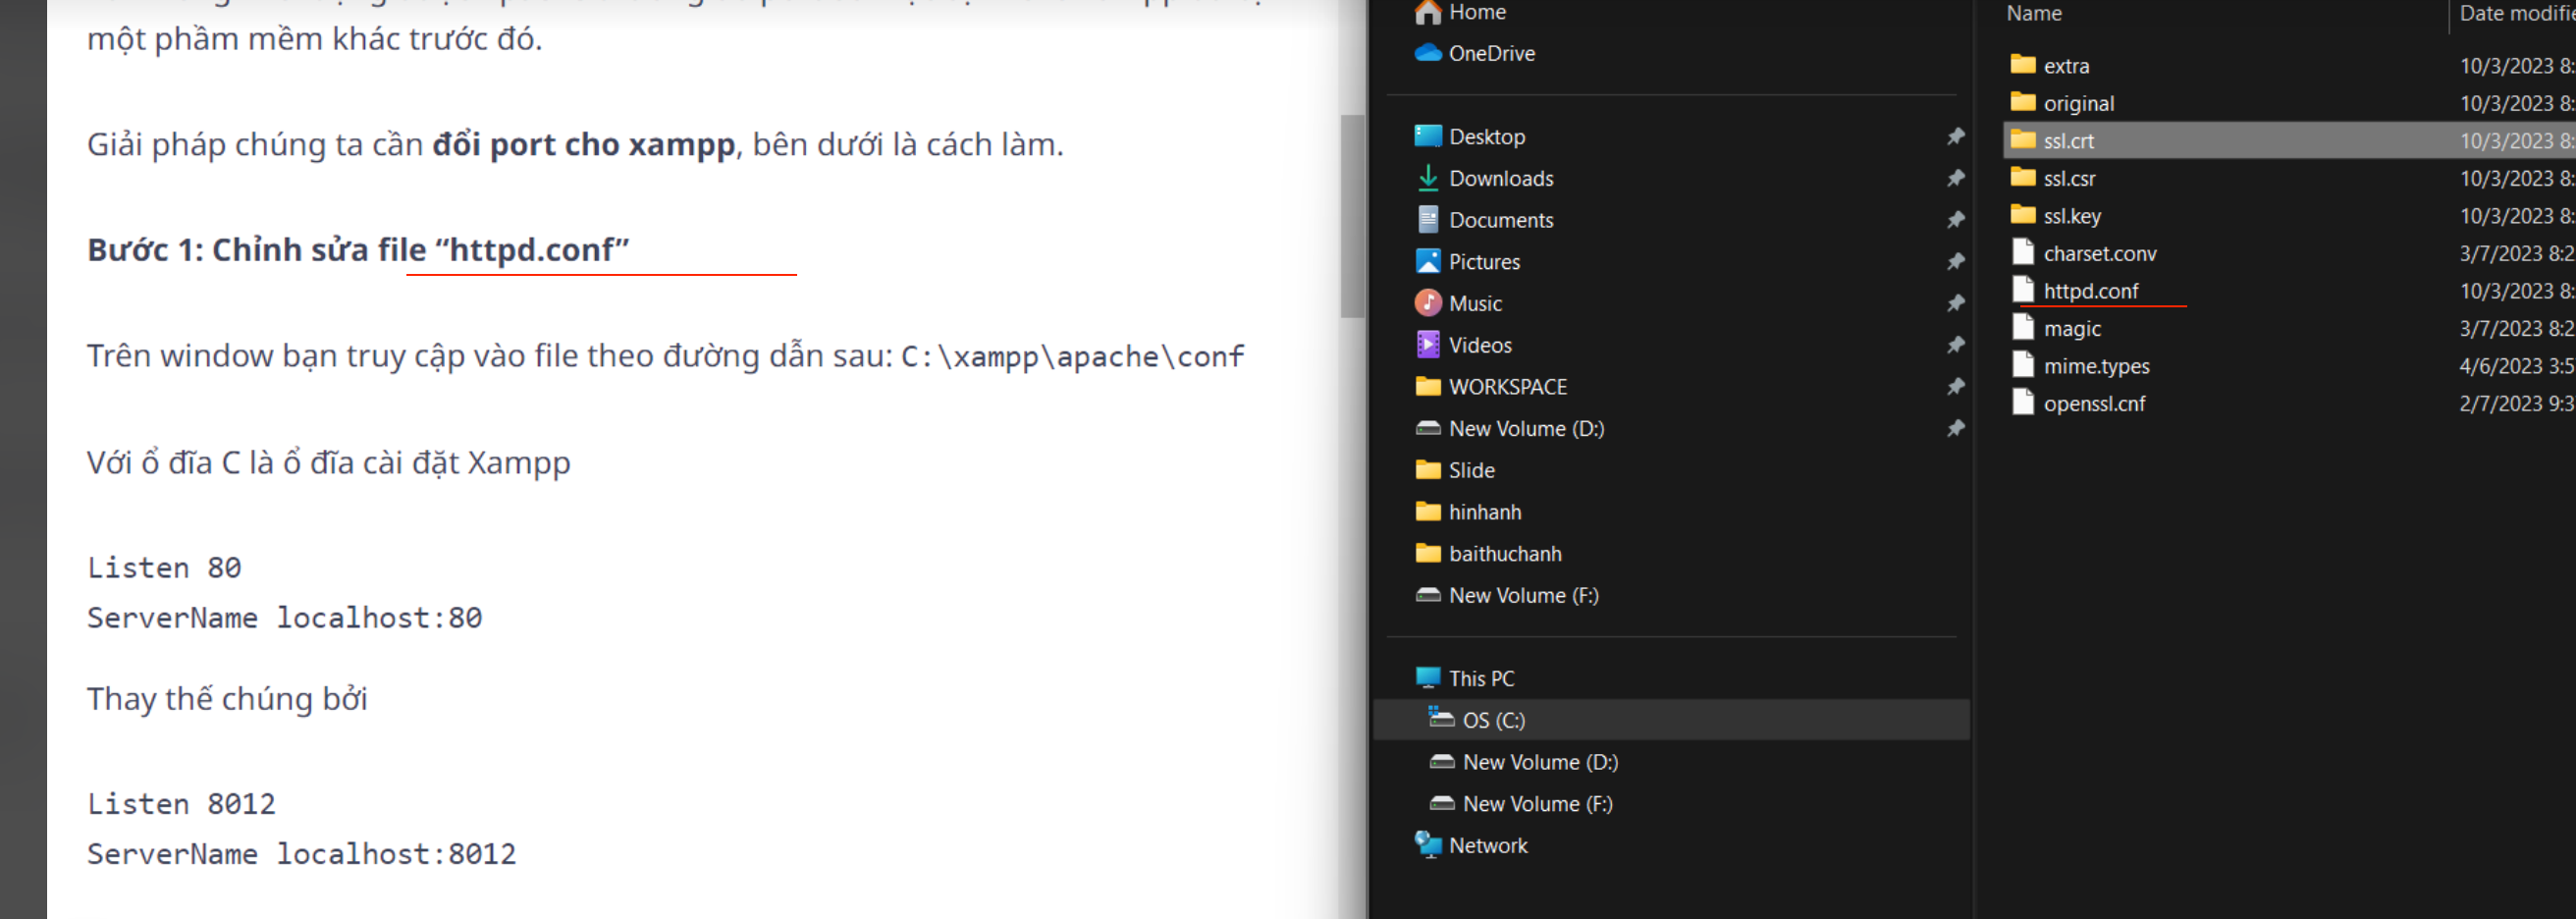 một phầm mềm khác trước đó.
Giải pháp chúng ta cần đổi port cho xampp, bên dưới là cách làm.
Bước 1: Chỉnh sửa file “httpd.conf”
Trên window bạn truy cập vào file theo đường dẫn sau: C:\xampp\apache\conf
Với ổ đĩa C là ổ đĩa cài đặt Xampp
Listen 80
ServerName localhost:80
Thay thế chúng bởi
Listen 8012
ServerName localhost:8012
Home
OneDrive
Desktop
Downloads
Documents
Pictures
Music
Videos
WORKSPACE
New Volume (D:)
Slide
hinhanh
baithuchanh
New Volume (F:)
This PC
OS (C:)
New Volume (D:)
New Volume (F:)
Network
Name Date modifie
extra 10/3/2023 8:
original 10/3/2023 8:
ssl.crt 10/3/2023 8:
ssl.csr 10/3/2023 8:
ssl.key 10/3/2023 8:
charset.conv 3/7/2023 8:2
httpd.conf 10/3/2023 8:
magic 3/7/2023 8:2
mime.types 4/6/2023 3:5
openssl.cnf 2/7/2023 9:3